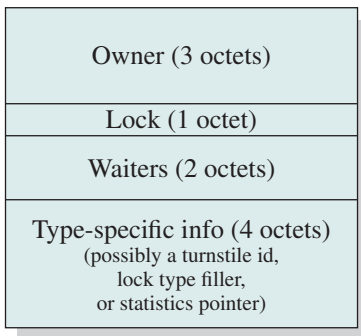 Owner (3 octets)
Lock (1 octet)
Waiters (2 octets)
Type-specific info (4 octets)
(possibly a turnstile id,
lock type filler,
or statistics pointer)